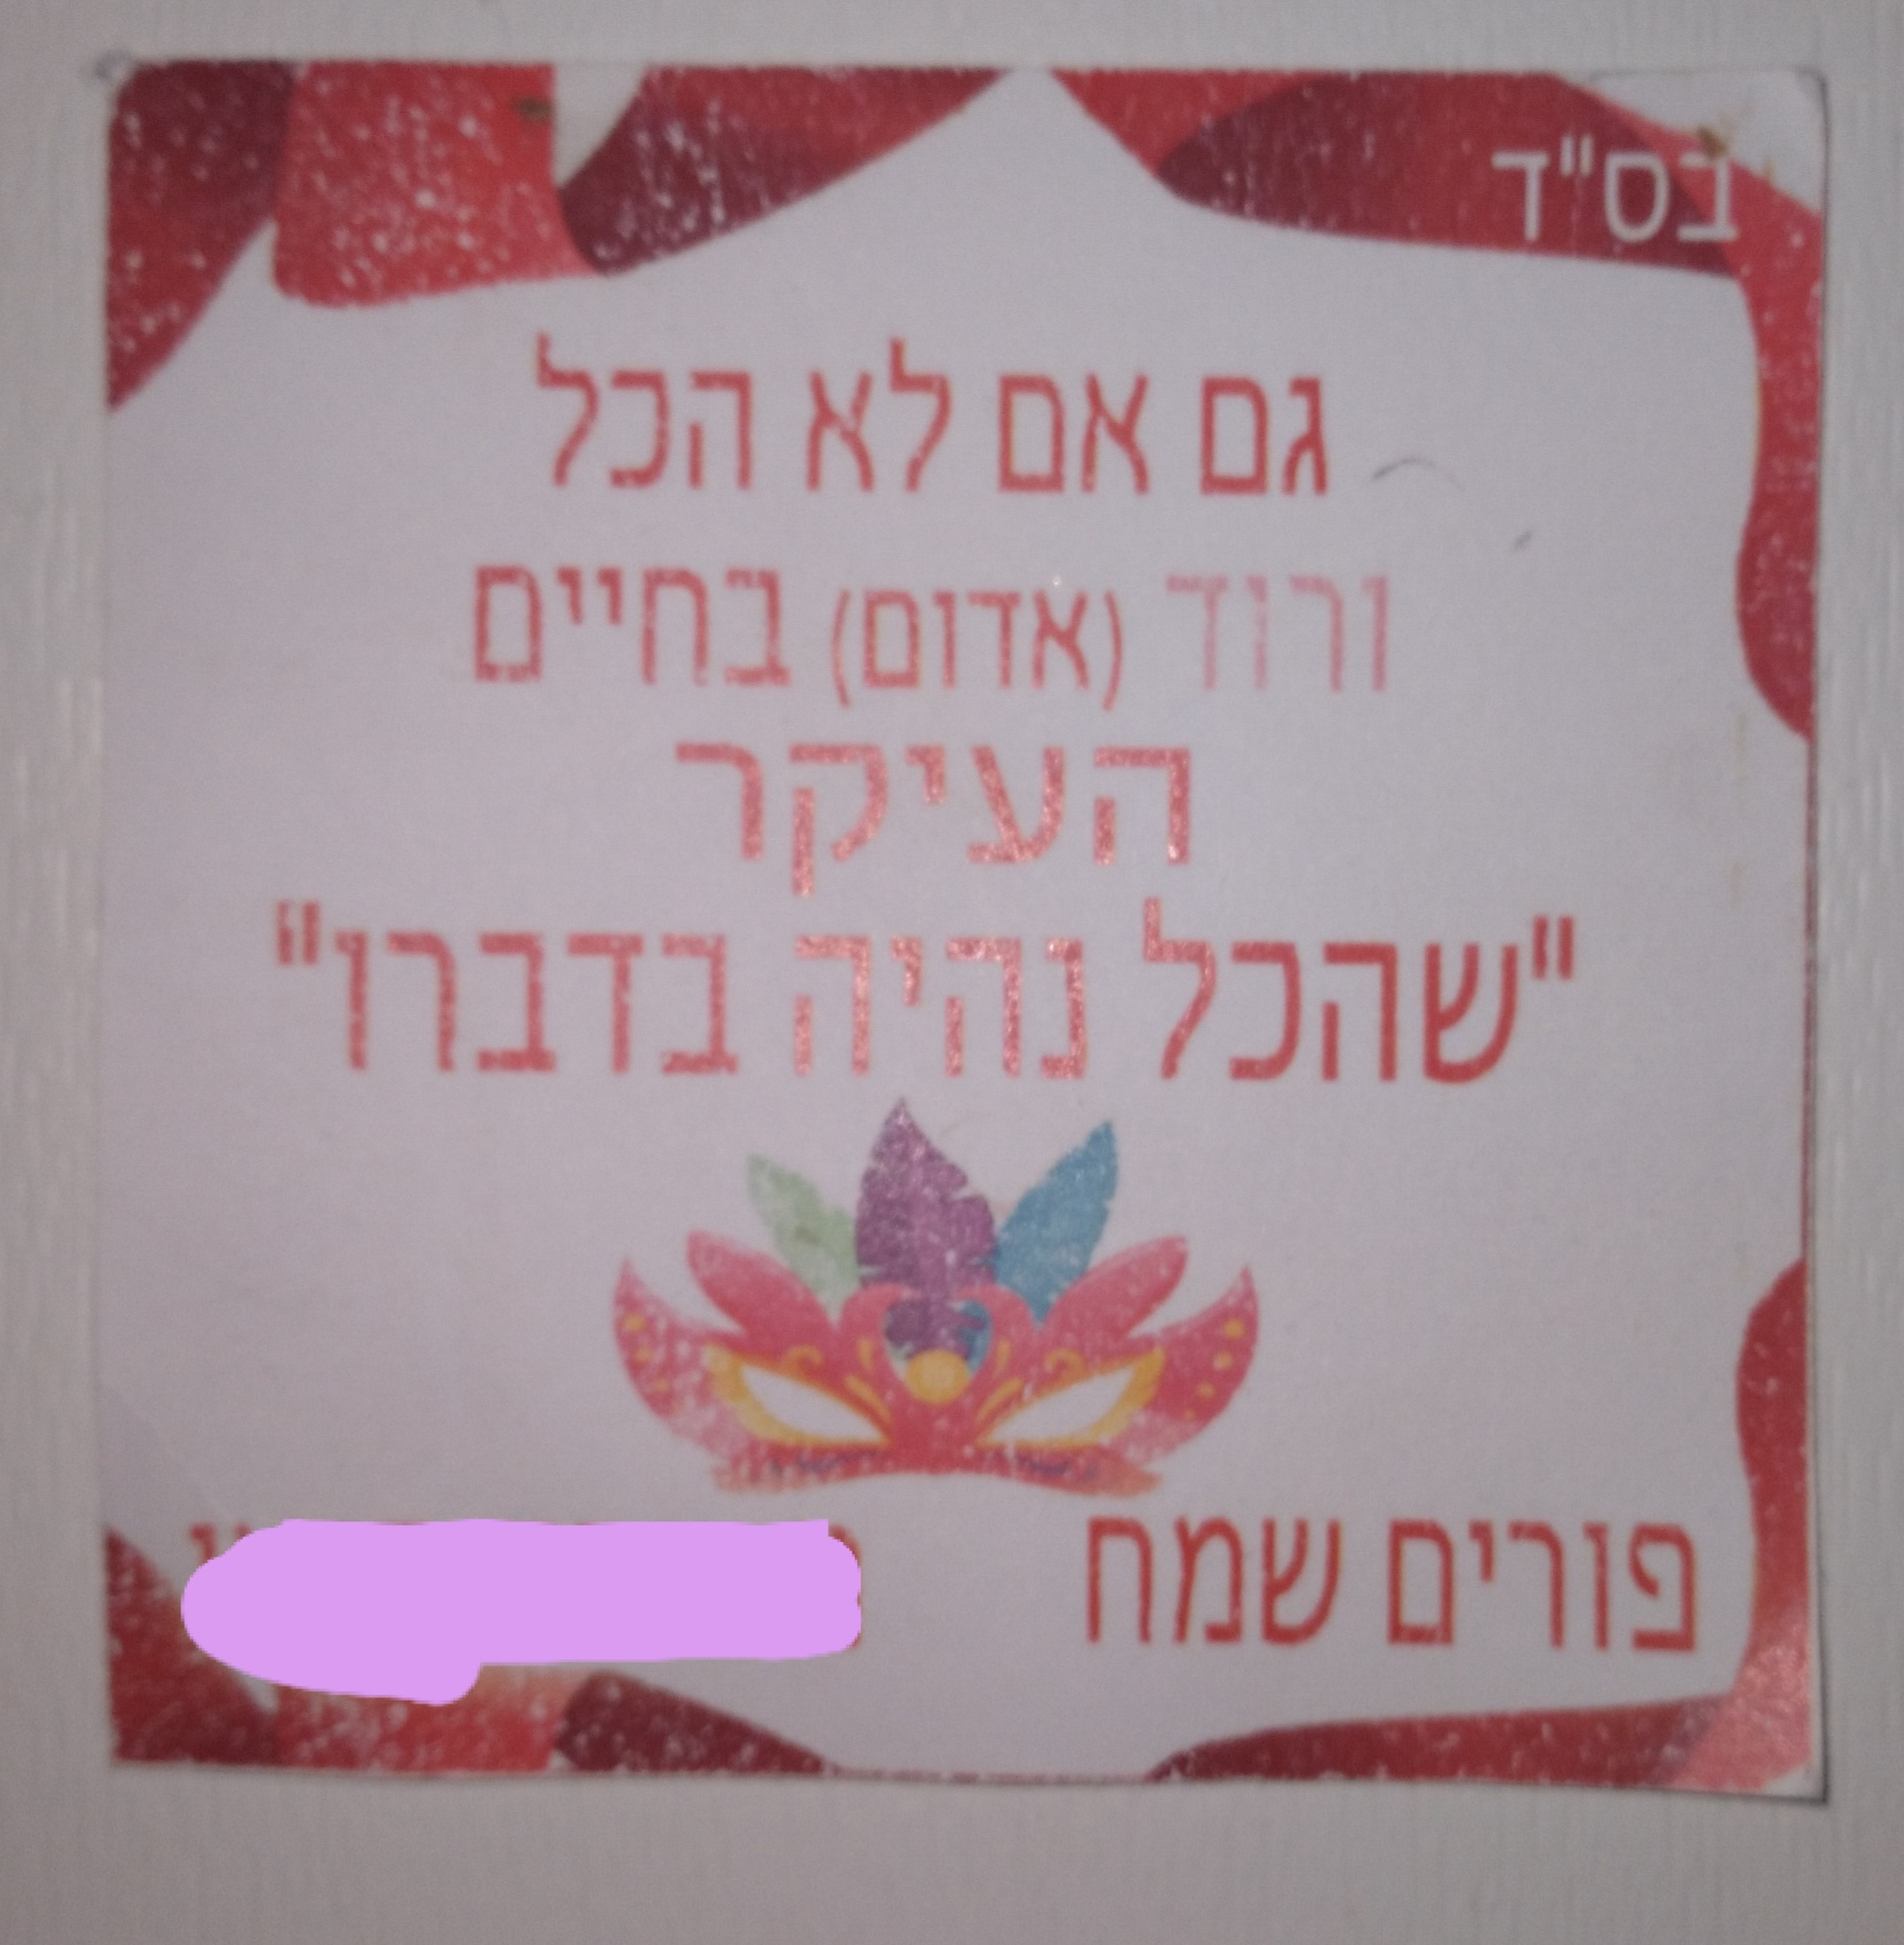 בס"ד
גם אם לא הכל
ורוד (אדום) בחיים
העיקר
"שהכל נהיה בדברו"
פורים שמח